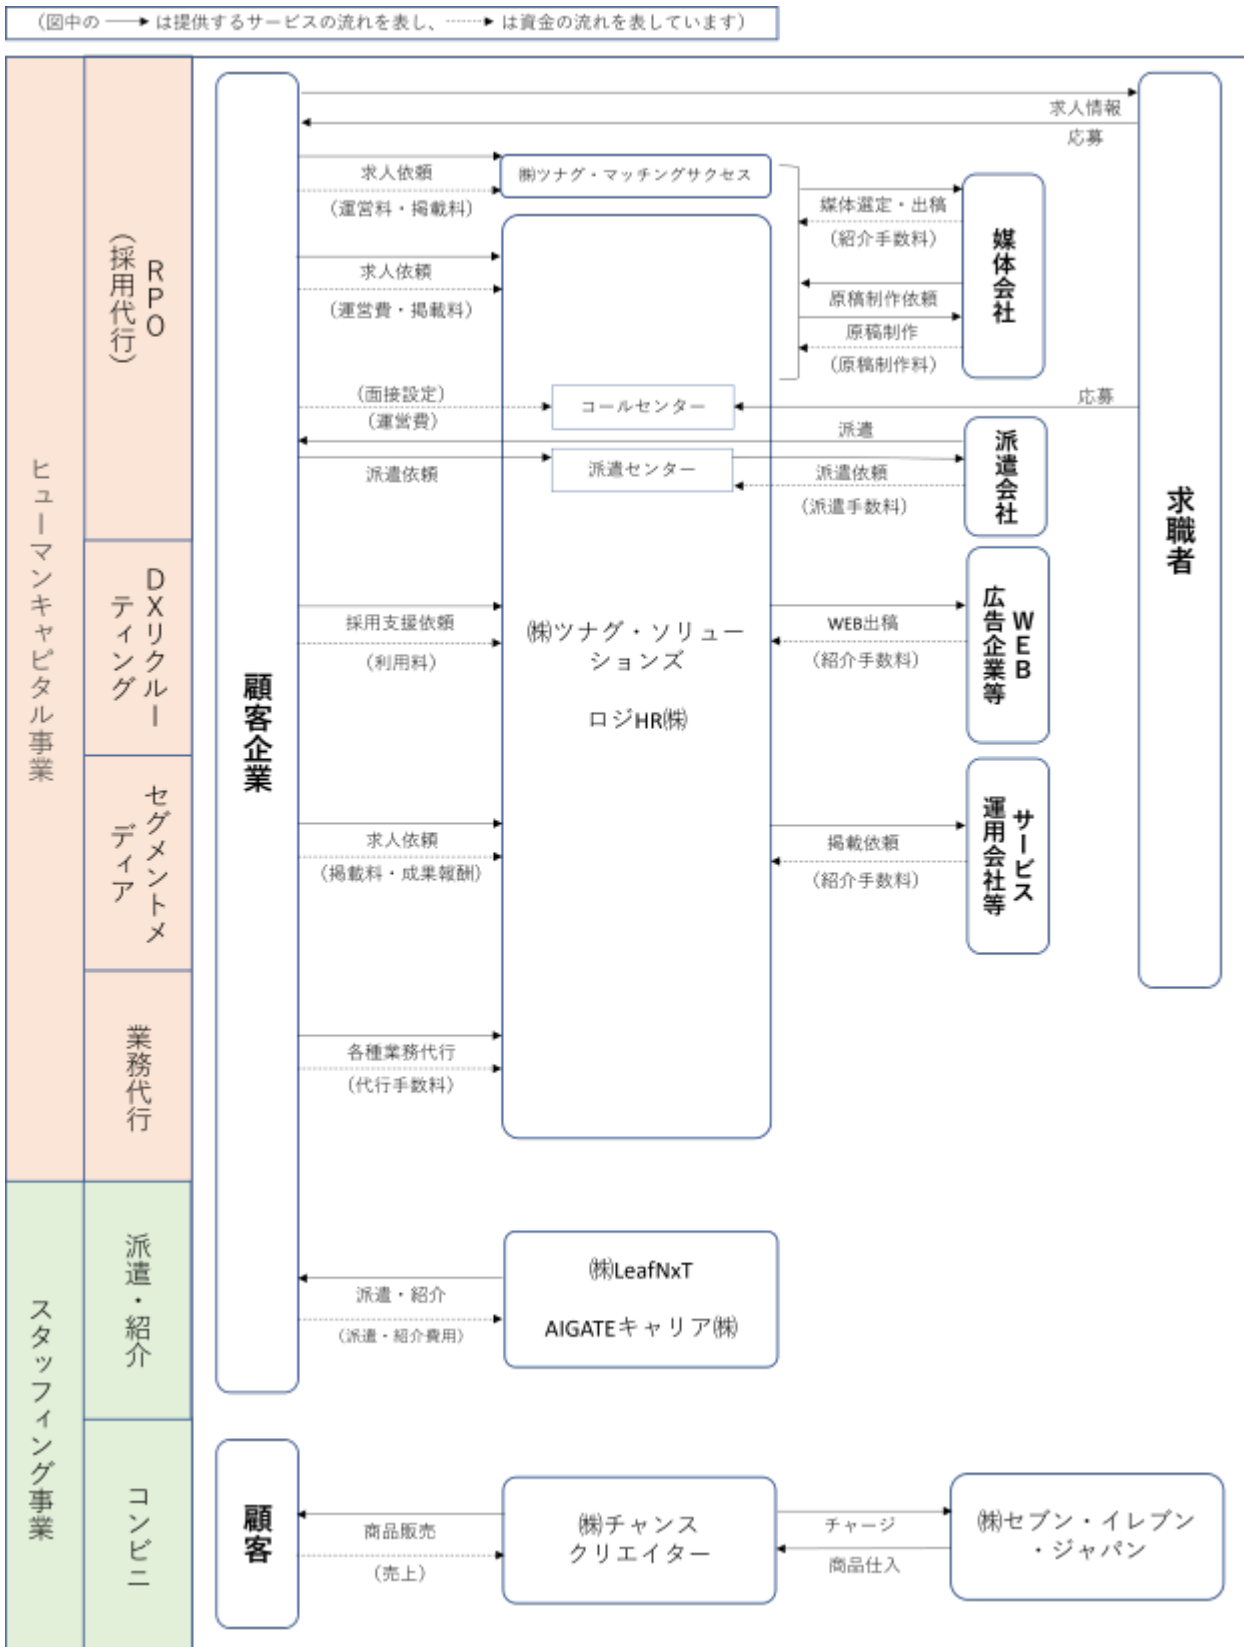 （図中の ――▶ は提供するサービスの流れを表し、┈┈▶ は資金の流れを表しています）
ヒューマンキャピタル事業
RPO
（採用代行）
DXリクルー
ティング
セグメントメ
ディア
業務代行
スタッフィング事業
派遣・紹介
コンビニ
顧客企業
求人情報
応募
求人依頼
（運営料・掲載料）
㈱ツナグ・マッチングサクセス
媒体選定・出稿
（紹介手数料）
媒体会社
求人依頼
（運営費・掲載料）
原稿制作依頼
原稿制作
（原稿制作料）
（面接設定）
（運営費）
コールセンター
応募
派遣
派遣依頼
派遣センター
派遣依頼
（派遣手数料）
派遣会社
求職者
採用支援依頼
（利用料）
㈱ツナグ・ソリュー
ションズ
ロジHR㈱
WEB出稿
（紹介手数料）
WEB
広告企業等
求人依頼
（掲載料・成果報酬）
掲載依頼
（紹介手数料）
サービス
運用会社等
各種業務代行
（代行手数料）
派遣・紹介
（派遣・紹介費用）
㈱LeafNxT
AIGATEキャリア㈱
顧客
商品販売
（売上）
㈱チャンス
クリエイター
チャージ
商品仕入
㈱セブン・イレブン
・ジャパン